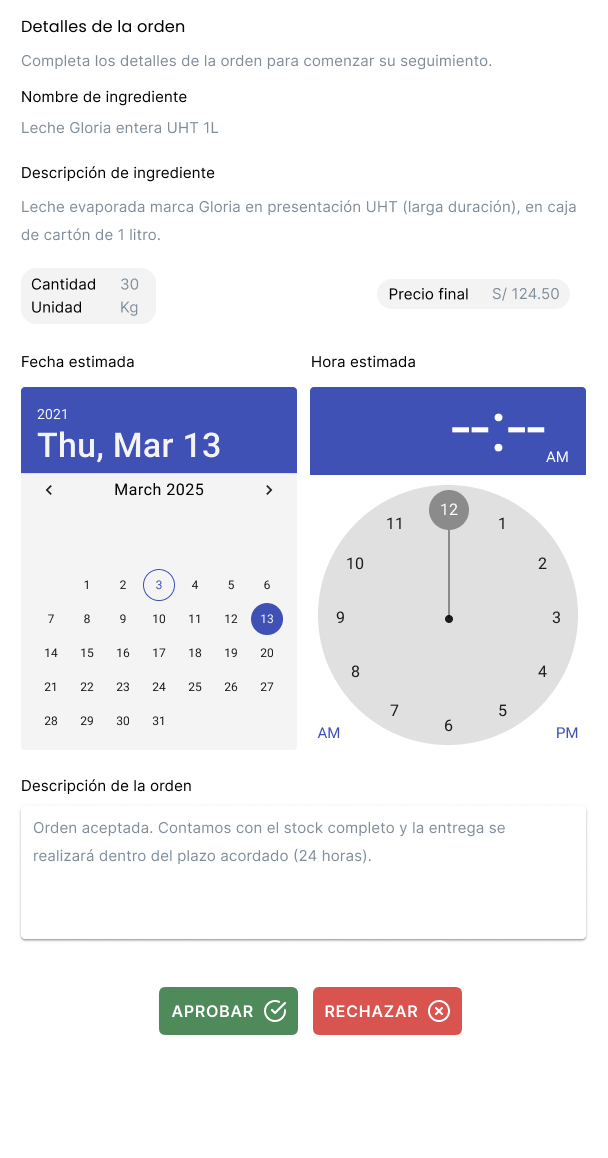 Detalles de la orden
Completa los detalles de la orden para comenzar su seguimiento.
Nombre de ingrediente
Leche Gloria entera UHT 1L
Descripción de ingrediente
Leche evaporada marca Gloria en presentación UHT (larga duración), en caja
de cartón de 1 litro.
Cantidad 30
Unidad Kg
Precio final S/ 124.50
Fecha estimada
2021
Thu, Mar 13
March 2025
1 2 3 4 5 6
7 8 9 10 11 12 13
14 15 16 17 18 19 20
21 22 23 24 25 26 27
28 29 30 31
Hora estimada
--:--
AM
12
11 1
10 2
9 3
8 4
7 5
6
AM PM
Descripción de la orden
Orden aceptada. Contamos con el stock completo y la entrega se
realizará dentro del plazo acordado (24 horas).
APROBAR
RECHAZAR